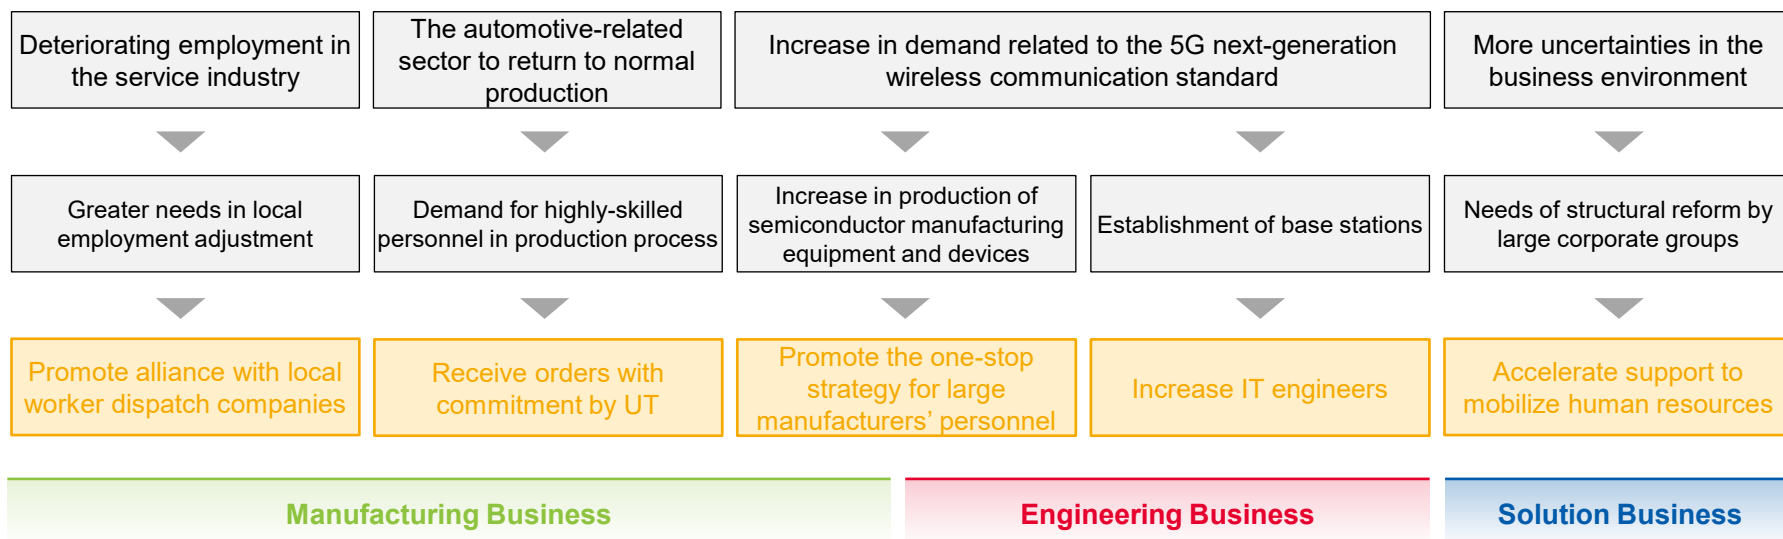 Deteriorating employment in
the service industry
The automotive-related
sector to return to normal
production
Increase in demand related to the 5G next-generation
wireless communication standard
More uncertainties in the
business environment
Greater needs in local
employment adjustment
Demand for highly-skilled
personnel in production process
Increase in production of
semiconductor manufacturing
equipment and devices
Establishment of base stations
Needs of structural reform by
large corporate groups
Promote alliance with local
worker dispatch companies
Receive orders with
commitment by UT
Promote the one-stop
strategy for large
manufacturers’ personnel
Increase IT engineers
Accelerate support to
mobilize human resources
Manufacturing Business
Engineering Business
Solution Business